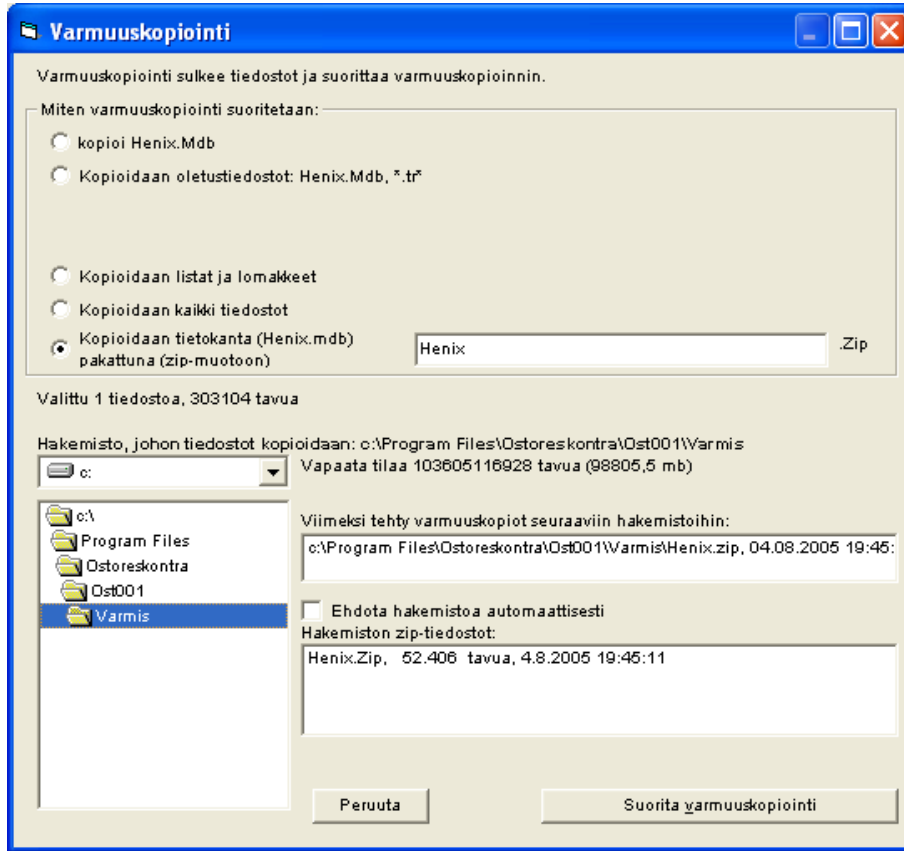 Varmuuskopiointi
Varmuuskopiointi sulkee tiedostot ja suorittaa varmuuskopioinnin.
Miten varmuuskopiointi suoritetaan:
kopioi Henix.Mdb
Kopioidaan oletustiedostot: Henix.Mdb, *.tr*
Kopioidaan listat ja lomakkeet
Kopioidaan kaikki tiedostot
Kopioidaan tietokanta (Henix.mdb)
pakattuna (zip-muotoon)
Henix
.Zip
Valittu 1 tiedostoa, 303104 tavua
Hakemisto, johon tiedostot kopioidaan: c:\Program Files\Ostoreskontra\Ost001\Varmis
c:
Vapaata tilaa 103605116928 tavua (98805,5 mb)
c:\
Program Files
Ostoreskontra
Ost001
Varmis
Viimeksi tehty varmuuskopiot seuraaviin hakemistoihin:
c:\Program Files\Ostoreskontra\Ost001\Varmis\Henix.zip, 04.08.2005 19:45:
Ehdota hakemistoa automaattisesti
Hakemiston zip-tiedostot:
Henix.Zip, 52.406 tavua, 4.8.2005 19:45:11
Peruuta
Suorita varmuuskopiointi